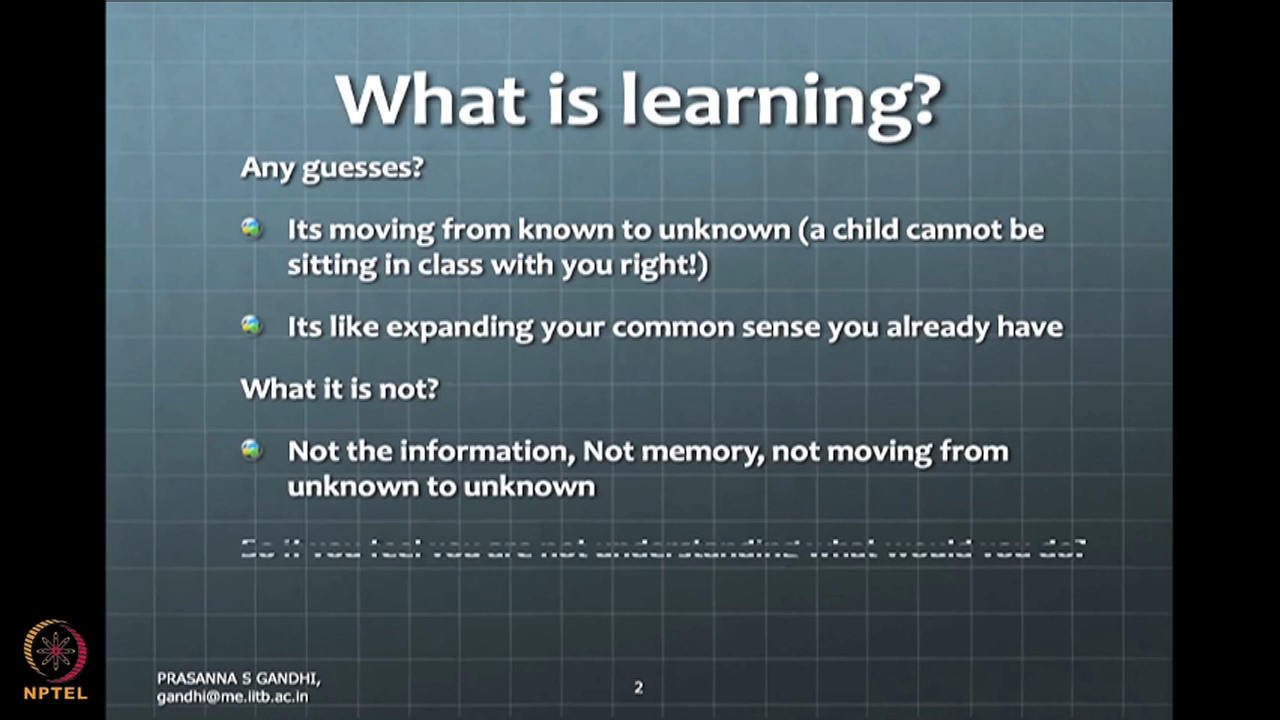 What is learning?
Any guesses?
Its moving from known to unknown (a child cannot be
sitting in class with you right!)
Its like expanding your common sense you already have
What it is not?
Not the information, Not memory, not moving from
unknown to unknown
So if you feel you are not understanding what would you do?
PRASANNA S GANDHI,
gandhi@me.iitb.ac.in
2
NPTEL